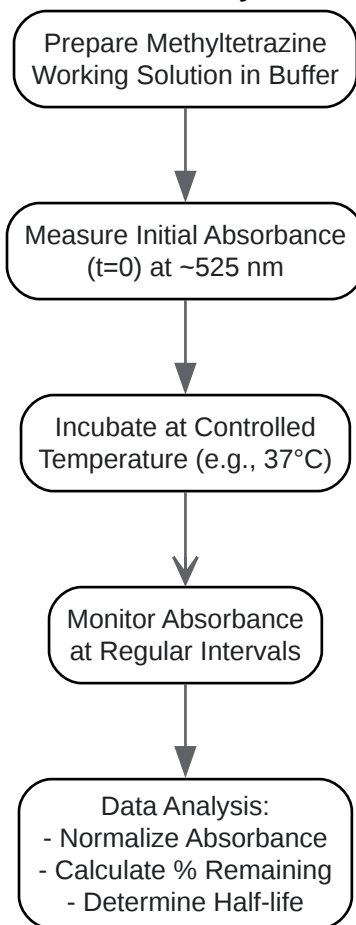 Prepare Methyltetrazine
Working Solution in Buffer
Measure Initial Absorbance
(t=0) at ~525 nm
Incubate at Controlled
Temperature (e.g., 37°C)
Monitor Absorbance
at Regular Intervals
Data Analysis:
- Normalize Absorbance
- Calculate % Remaining
- Determine Half-life